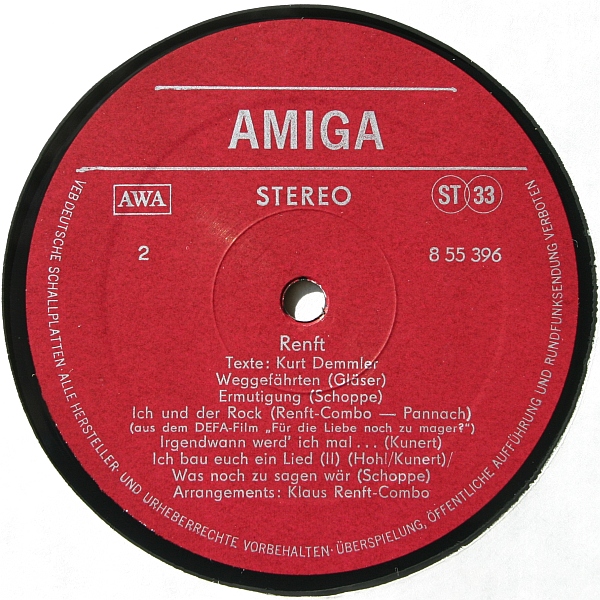 AMIGA
AWA
STEREO
ST 33
2
8 55 396
Renft
Texte: Kurt Demmler
Weggefährten (Gläser)
Ermutigung (Schoppe)
Ich und der Rock (Renft-Combo — Pannach)
(aus dem DEFA-Film „Für die Liebe noch zu mager?")
Irgendwann werd' ich mal ... (Kunert)
Ich bau euch ein Lied (II) (Hohl/Kunert)/
Was noch zu sagen wär (Schoppe)
Arrangements: Klaus Renft-Combo
VEB DEUTSCHE SCHALLPLATTEN · ALLE HERSTELLER- UND URHEBERRECHTE VORBEHALTEN · ÜBERSPIELUNG, ÖFFENTLICHE AUFFÜHRUNG UND RUNDFUNKSENDUNG VERBOTEN